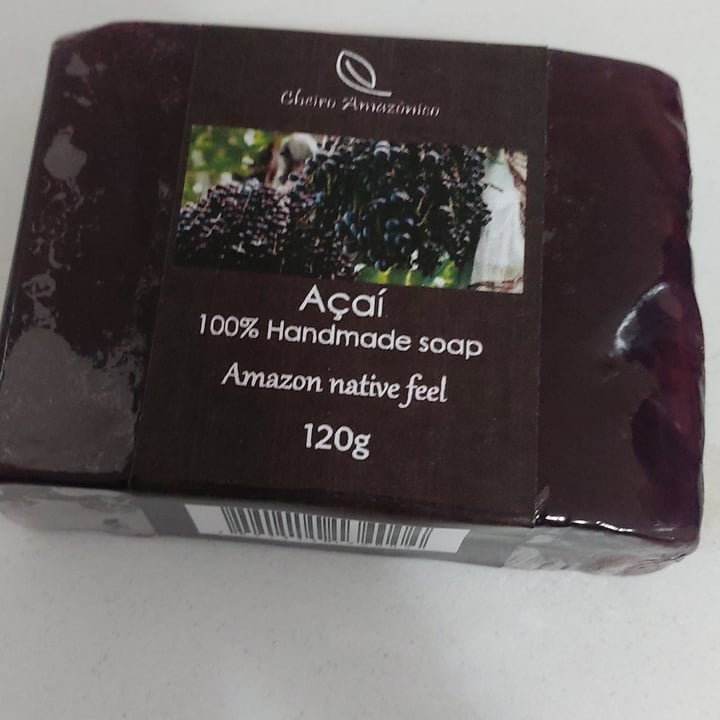 Cheiro Amazônico
Açaí
100% Handmade soap
Amazon native feel
120g